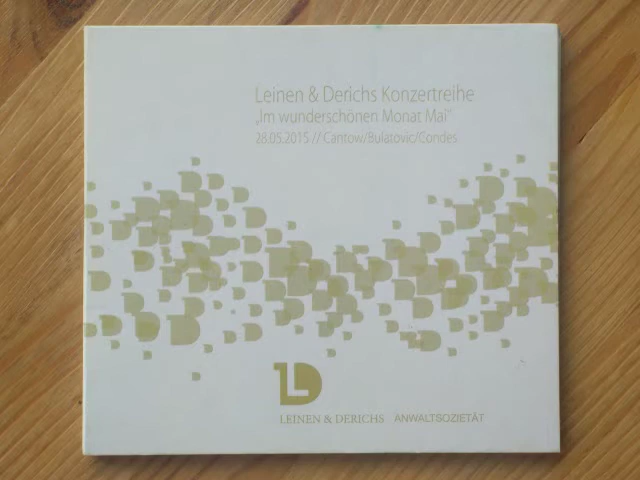 Leinen & Derichs Konzertreihe
„Im wunderschönen Monat Mai“
28.05.2015 // Cantow/Bulatovic/Condes
LD
LEINEN & DERICHS ANWALTSOZIETÄT